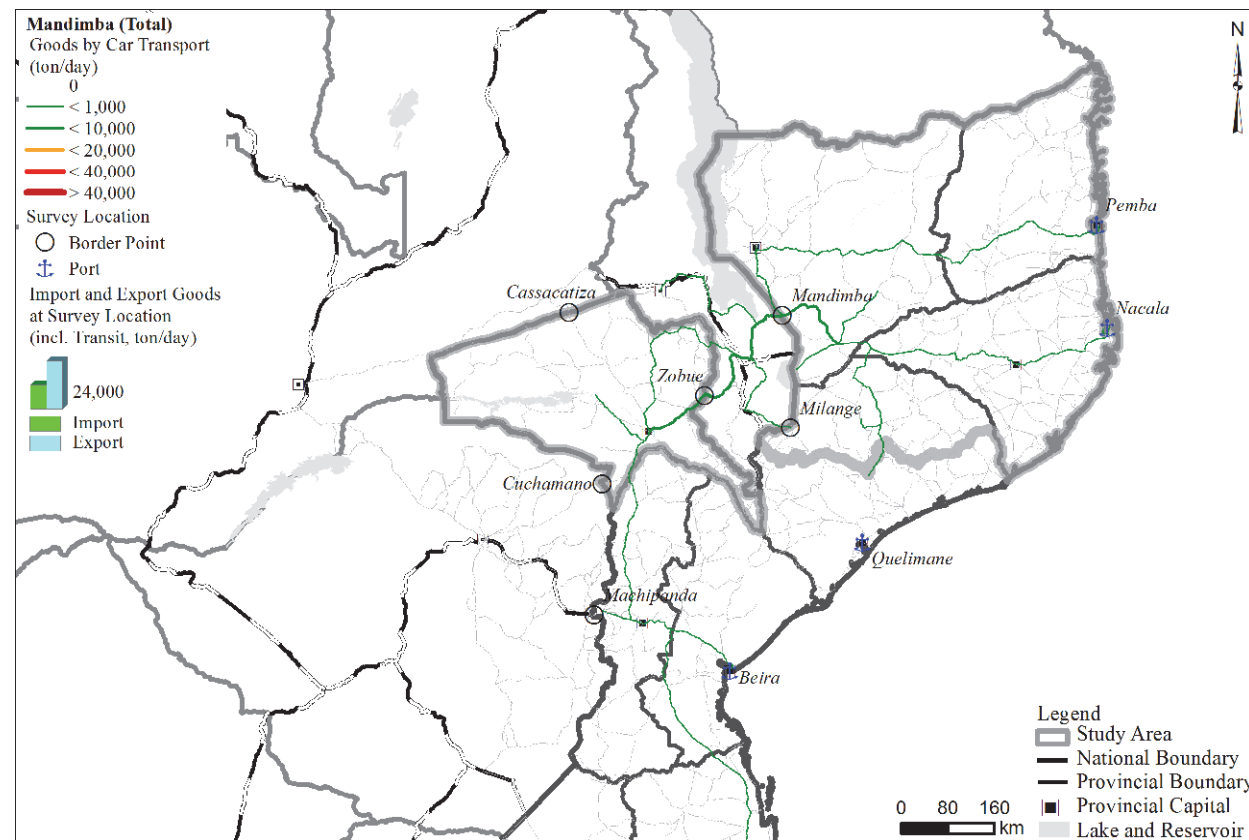 Mandimba (Total)
Goods by Car Transport
(ton/day)
0
< 1,000
< 10,000
< 20,000
< 40,000
> 40,000
Survey Location
Border Point
Port
Import and Export Goods
at Survey Location
(incl. Transit, ton/day)
24,000
Import
Export
N
Pemba
Nacala
Cassacatiza
Mandimba
Zobue
Milange
Cuchamano
Quelimane
Machipanda
Beira
Legend
Study Area
National Boundary
Provincial Boundary
Provincial Capital
Lake and Reservoir
0 80 160
km